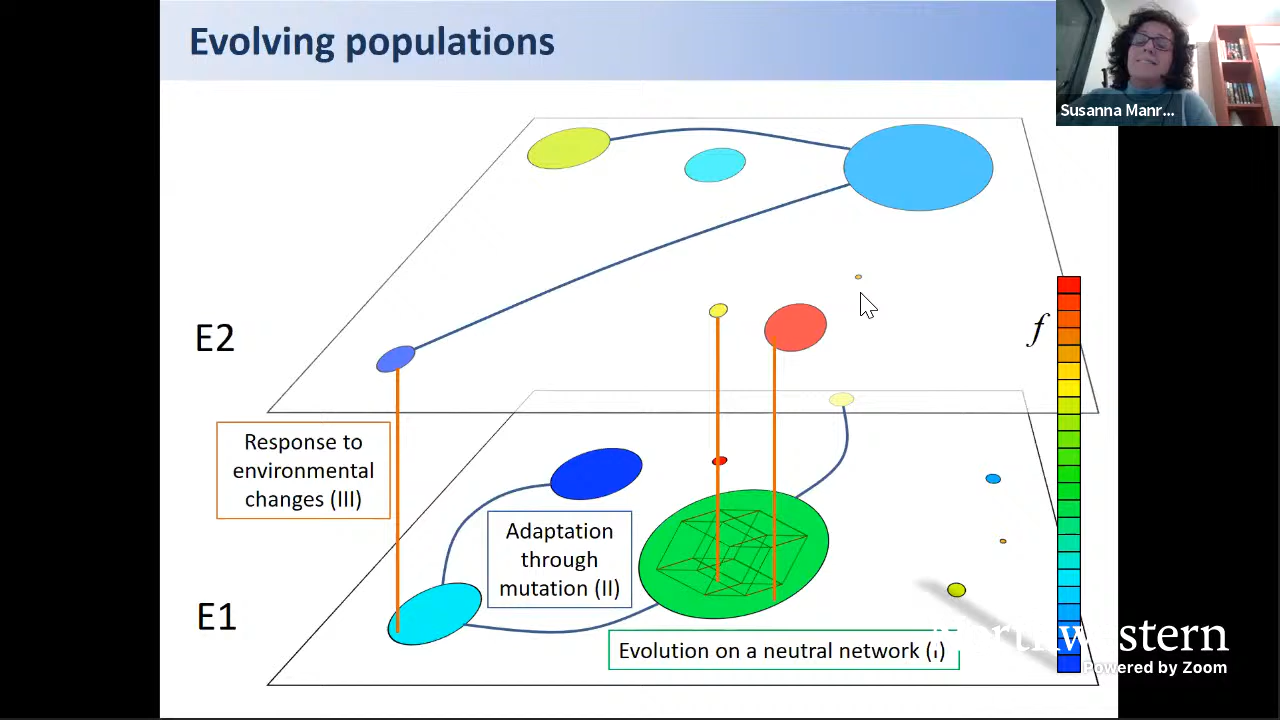 Evolving populations
Susanna Manr...
E2
f
Response to
environmental
changes (III)
Adaptation
through
mutation (II)
E1
Evolution on a neutral network (I)
Northwestern
Powered by Zoom